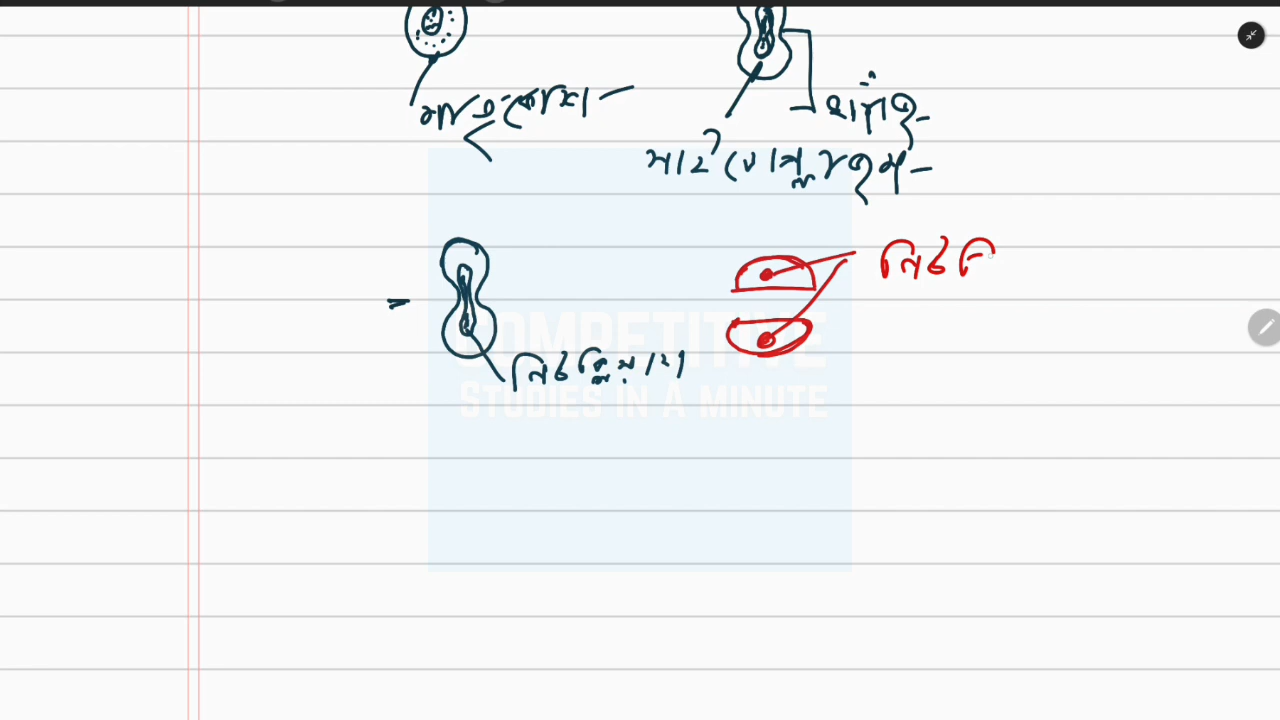 মাতৃকোষ
সাইটোপ্লাজম
নিউক্লিয়াস
নিউক্লি
COMPETITIVE
STUDIES IN A MINUTE